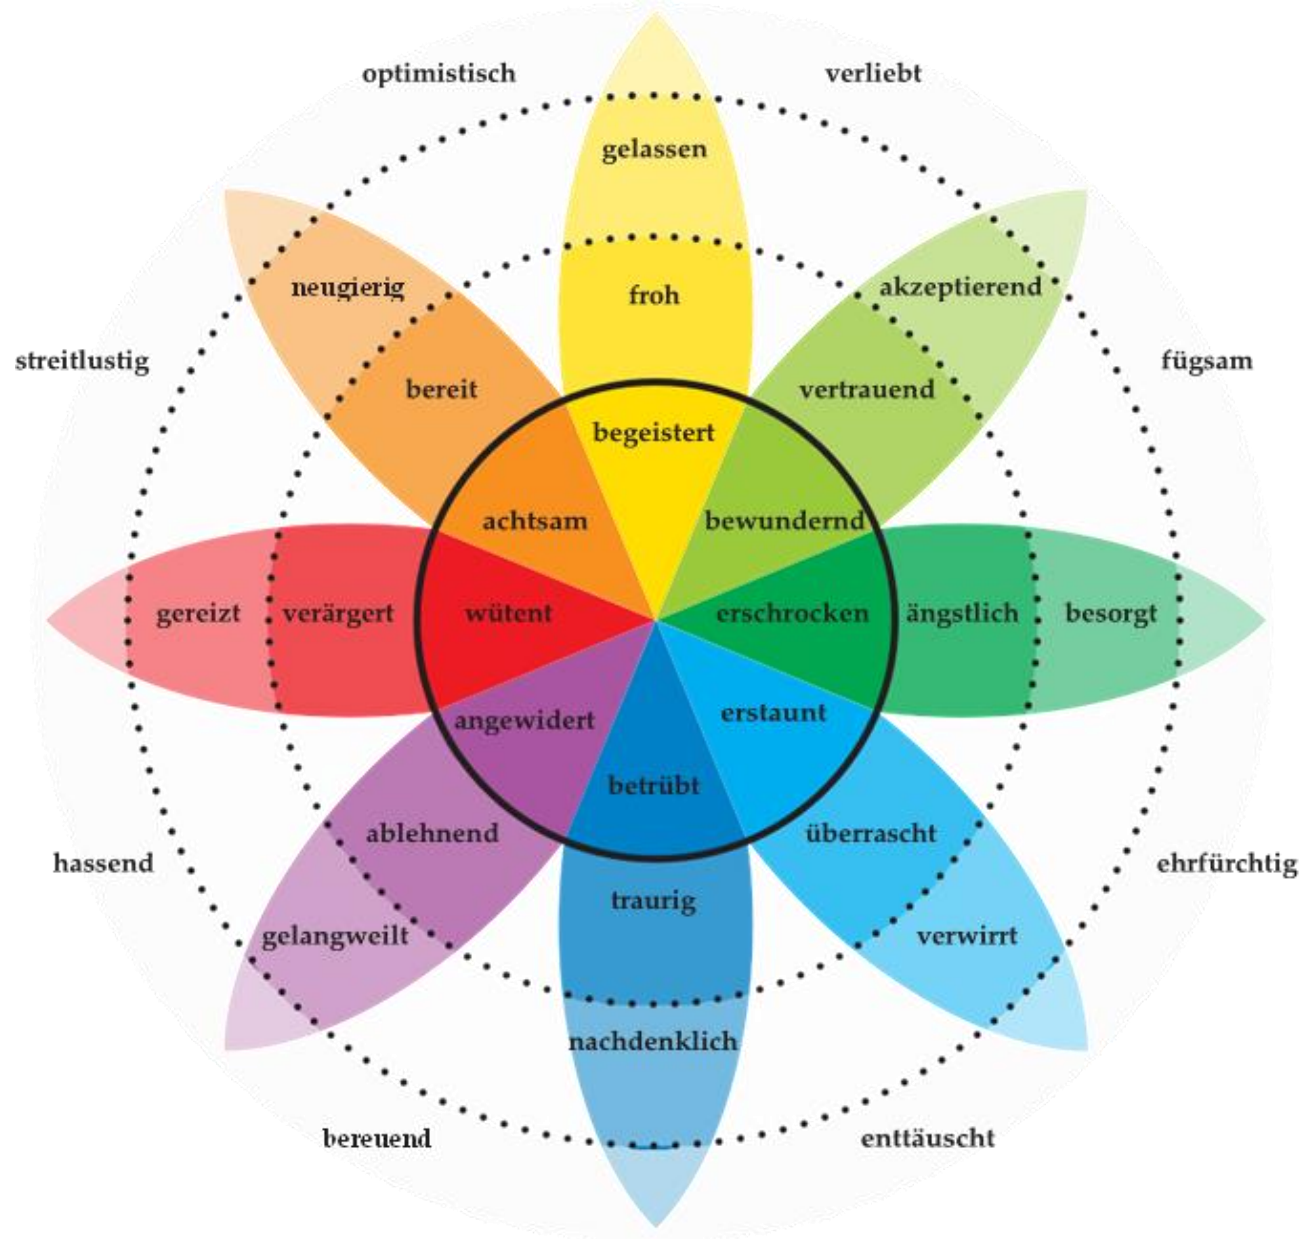 optimistisch
verliebt
gelassen
neugierig
froh
akzeptierend
streitlustig
bereit
vertrauend
fügsam
begeistert
achtsam
bewundernd
gereizt
verärgert
wütent
erschrocken
ängstlich
besorgt
angewidert
erstaunt
betrübt
ablehnend
überrascht
hassend
ehrfürchtig
traurig
gelangweilt
verwirrt
nachdenklich
bereuend
enttäuscht